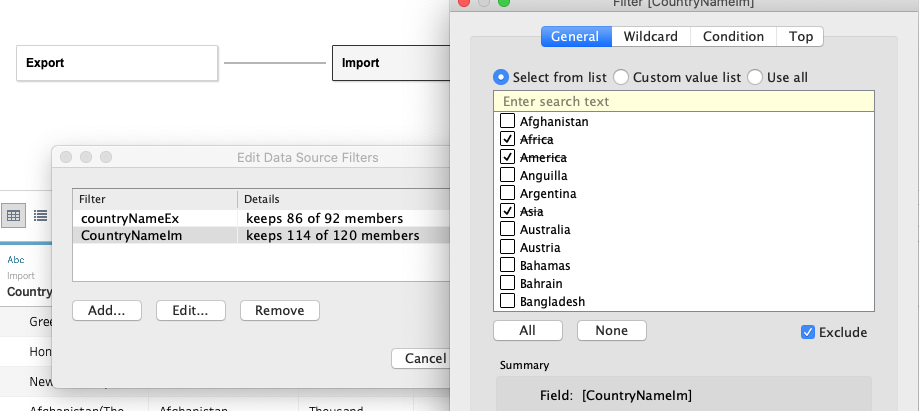 Filter [CountryNameIm]
Export
Import
General Wildcard Condition Top
Select from list Custom value list Use all
Enter search text
Afghanistan
Africa
America
Anguilla
Argentina
Asia
Australia
Austria
Bahamas
Bahrain
Bangladesh
All None Exclude
Summary
Field: [CountryNameIm]
Edit Data Source Filters
Filter Details
countryNameEx keeps 86 of 92 members
CountryNameIm keeps 114 of 120 members
Add... Edit... Remove
Cancel
Abc
Import
Country
Gree
Hon
New
Afghanistan(The Afghanistan Thousand